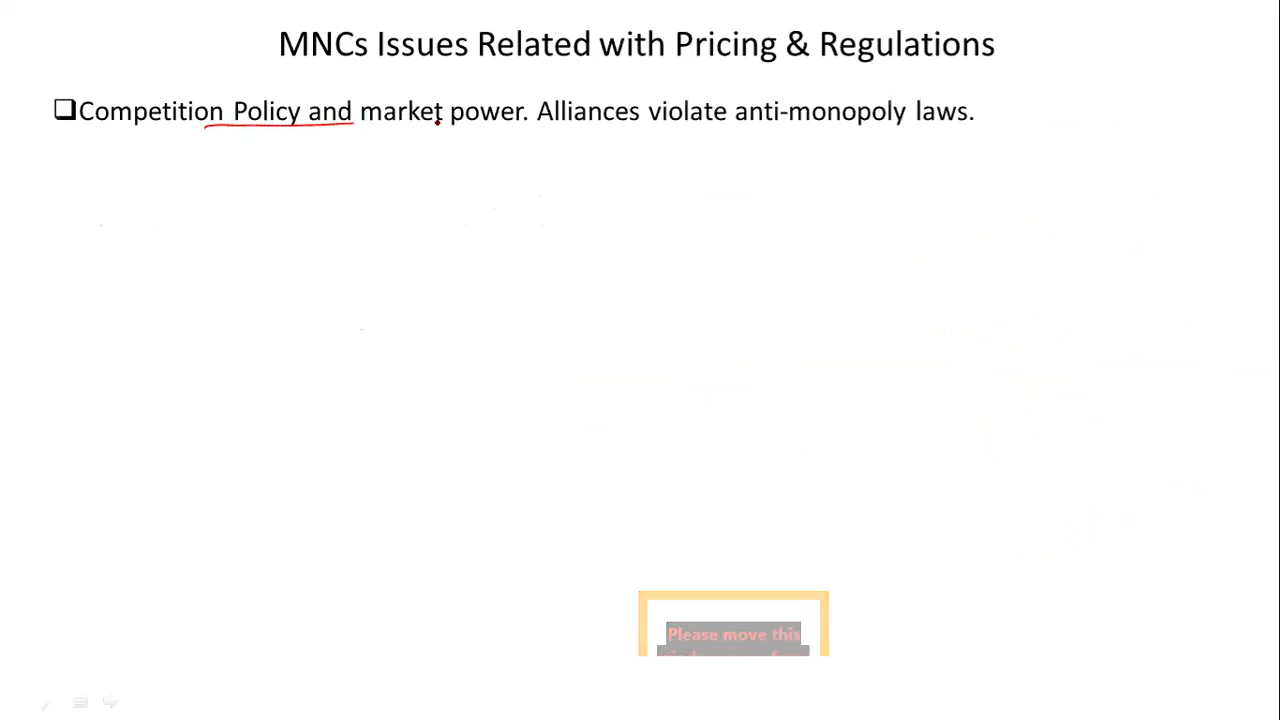 MNCs Issues Related with Pricing & Regulations
❑Competition Policy and market power. Alliances violate anti-monopoly laws.
Please move this